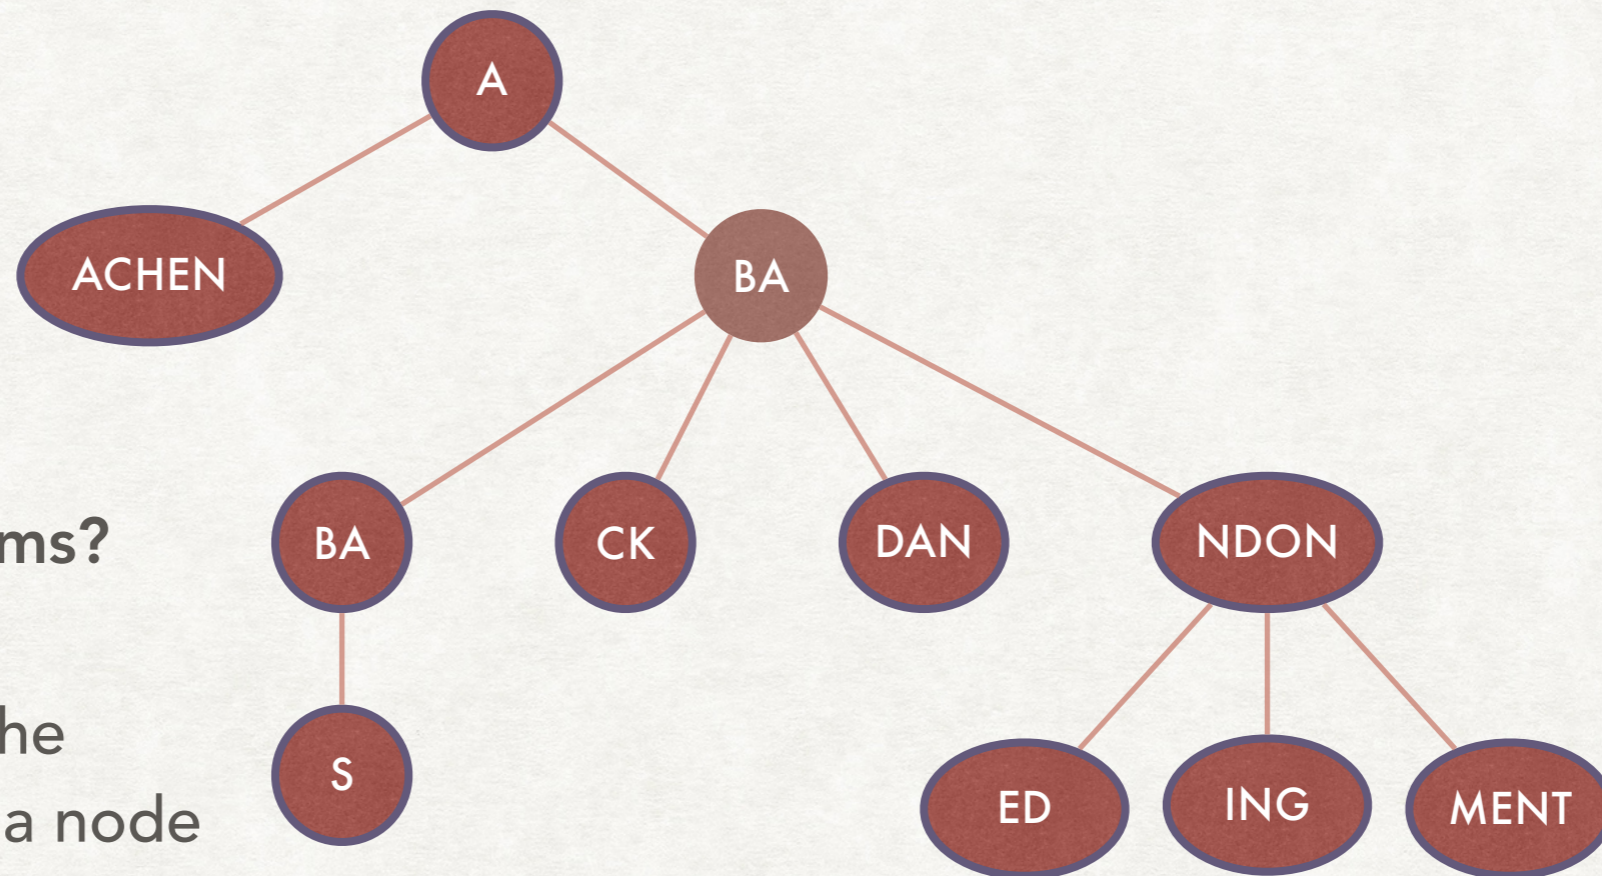 A
ACHEN
BA
ms?
BA
CK
DAN
NDON
he
a node
S
ED
ING
MENT